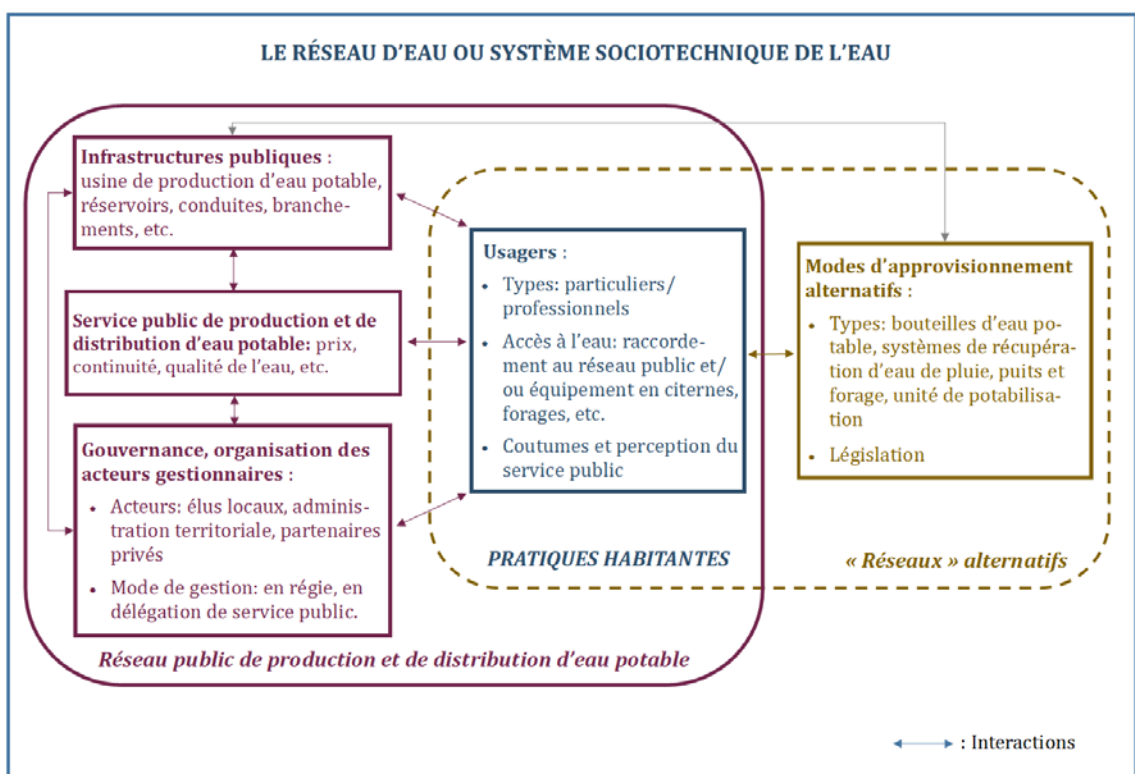 LE RÉSEAU D'EAU OU SYSTÈME SOCIOTECHNIQUE DE L'EAU
Infrastructures publiques :
usine de production d'eau potable,
réservoirs, conduites, branche-
ments, etc.
Service public de production et de
distribution d'eau potable: prix,
continuité, qualité de l'eau, etc.
Gouvernance, organisation des
acteurs gestionnaires :
• Acteurs: élus locaux, adminis-
tration territoriale, partenaires
privés
• Mode de gestion: en régie, en
délégation de service public.
Usagers :
• Types: particuliers/
professionnels
• Accès à l'eau: raccorde-
ment au réseau public et/
ou équipement en citernes,
forages, etc.
• Coutumes et perception du
service public
Modes d'approvisionnement
alternatifs :
• Types: bouteilles d'eau po-
table, systèmes de récupéra-
tion d'eau de pluie, puits et
forage, unité de potabilisa-
tion
• Législation
PRATIQUES HABITANTES
« Réseaux » alternatifs
Réseau public de production et de distribution d'eau potable
: Interactions